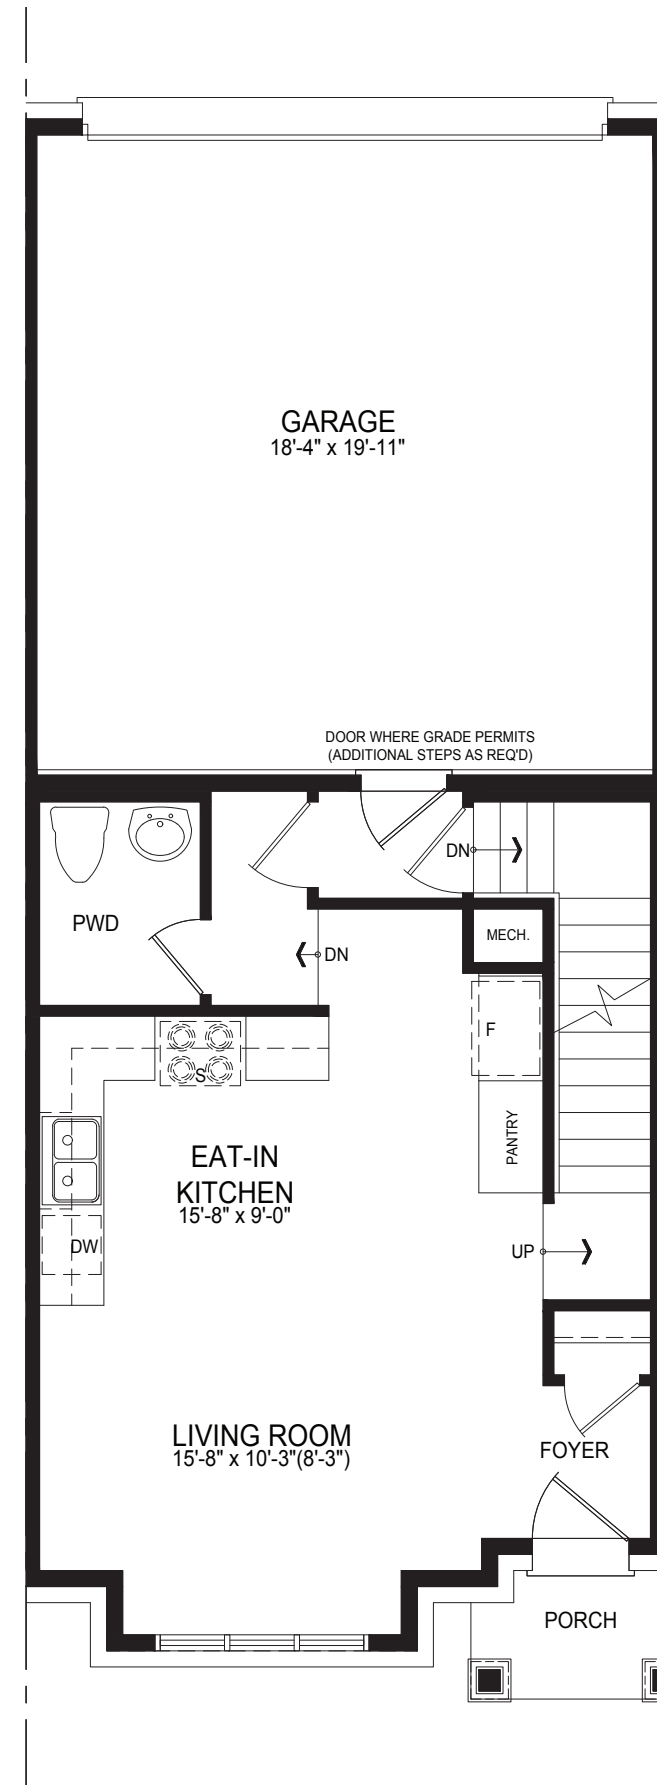 GARAGE
18'-4" x 19'-11"
DOOR WHERE GRADE PERMITS
(ADDITIONAL STEPS AS REQ'D)
DN
PWD
MECH.
DN
F
S
PANTRY
EAT-IN
KITCHEN
15'-8" x 9'-0"
DW
UP
LIVING ROOM
15'-8" x 10'-3"(8'-3")
FOYER
PORCH